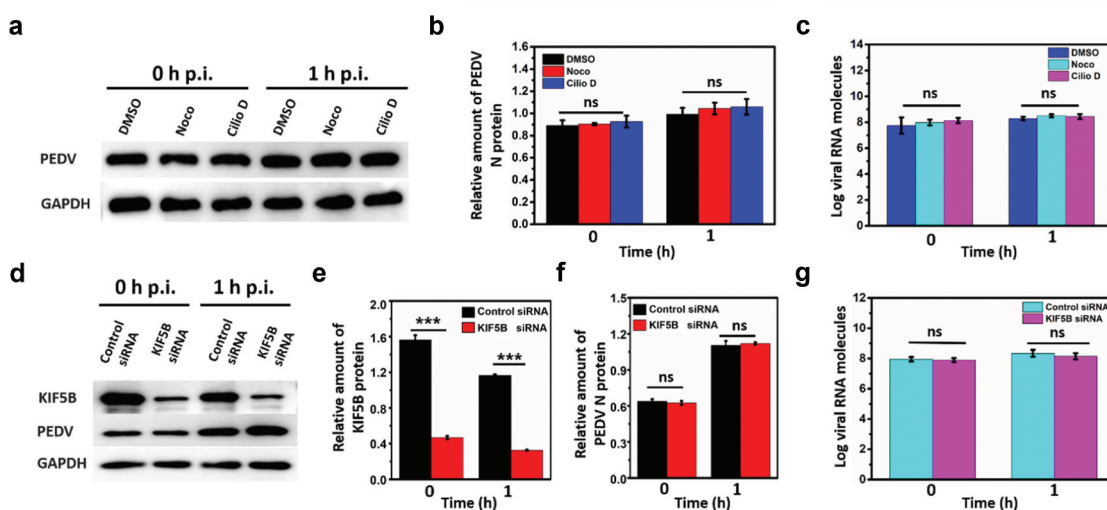 a
0 h p.i.
1 h p.i.
DMSO
Noco
Cilio D
DMSO
Noco
Cilio D
PEDV
GAPDH
b
Relative amount of PEDV
N protein
1.6
1.4
1.2
1.0
0.8
0.6
0.4
0.2
0.0
DMSO
Noco
Cilio D
ns
ns
0
1
Time (h)
c
Log viral RNA molecules
14
12
10
8
6
4
2
0
DMSO
Noco
Cilio D
ns
ns
0
1
Time (h)
d
0 h p.i.
1 h p.i.
Control
siRNA
KIF5B
siRNA
Control
siRNA
KIF5B
siRNA
KIF5B
PEDV
GAPDH
e
Relative amount of
KIF5B protein
2.0
1.6
1.2
0.8
0.4
0.0
Control siRNA
KIF5B siRNA
***
***
0
1
Time (h)
f
Relative amount of
PEDV N protein
1.5
1.2
0.9
0.6
0.3
0.0
Control siRNA
KIF5B siRNA
ns
ns
0
1
Time (h)
g
Log viral RNA molecules
14
12
10
8
6
4
2
0
Control siRNA
KIF5B siRNA
ns
ns
0
1
Time (h)